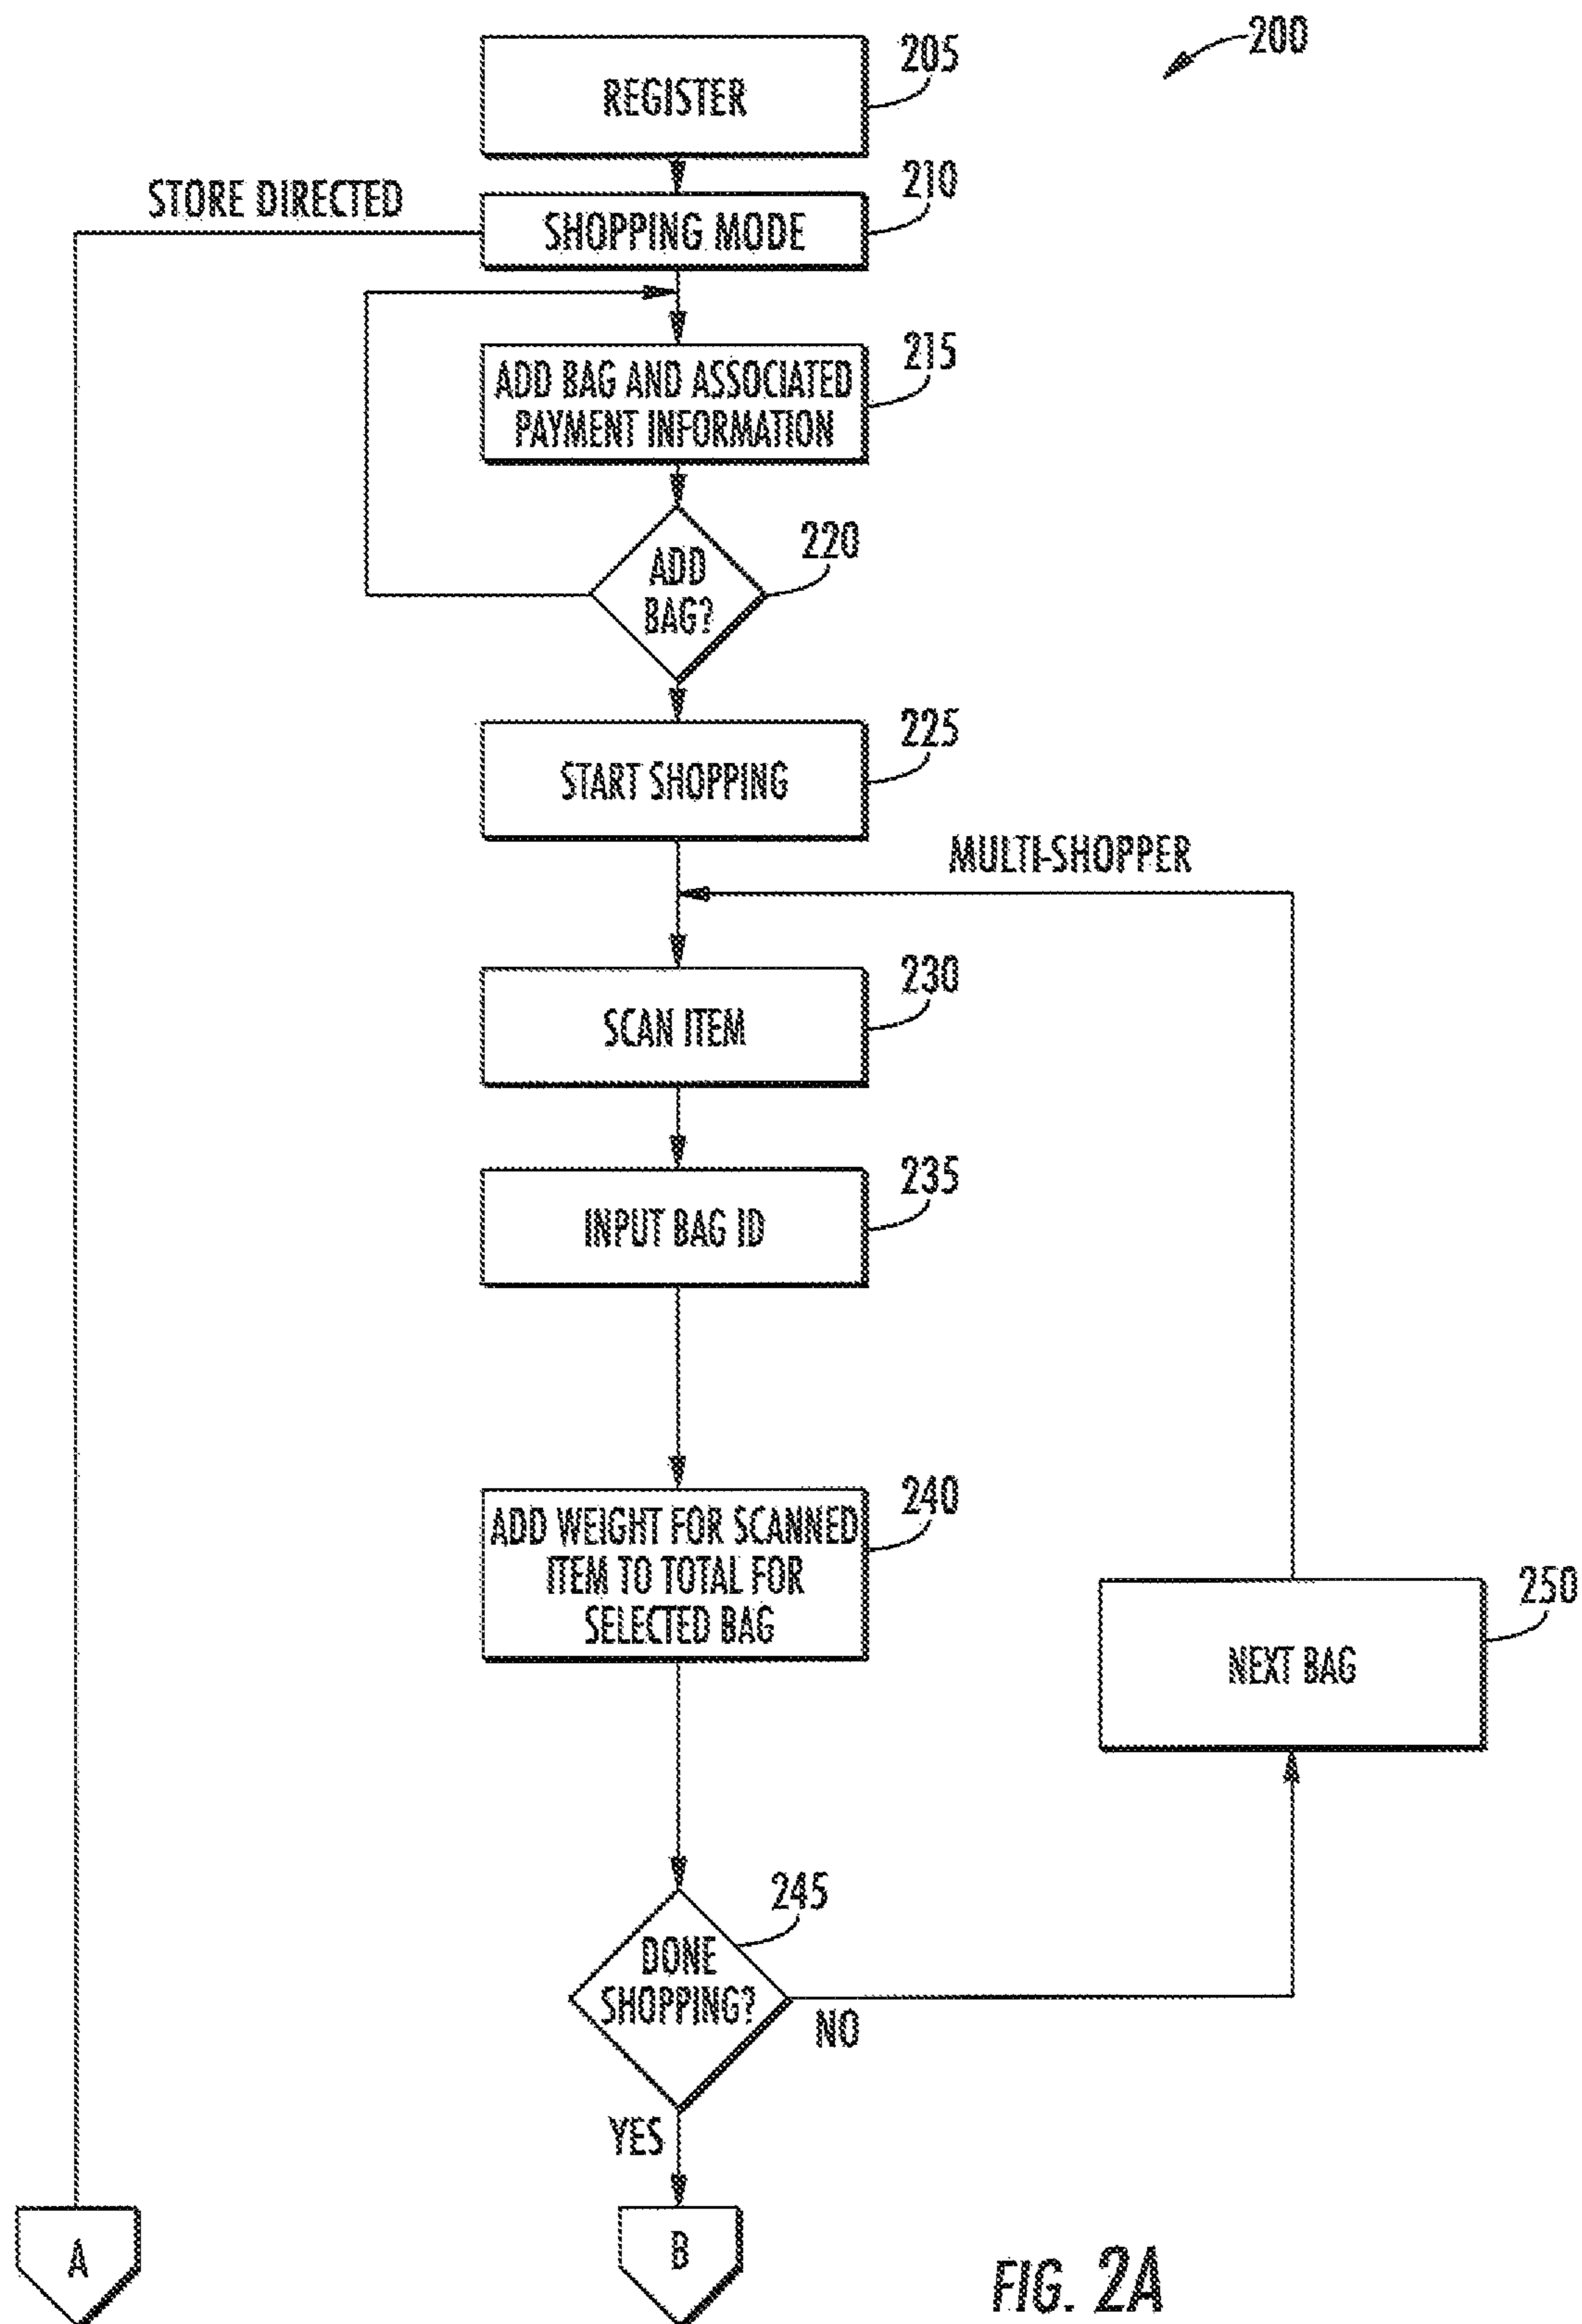 200
205
REGISTER
210
STORE DIRECTED
SHOPPING MODE
215
ADD BAG AND ASSOCIATED
PAYMENT INFORMATION
220
ADD
BAG?
225
START SHOPPING
MULTI-SHOPPER
230
SCAN ITEM
235
INPUT BAG ID
240
ADD WEIGHT FOR SCANNED
ITEM TO TOTAL FOR
SELECTED BAG
250
NEXT BAG
245
DONE
SHOPPING?
NO
YES
A
B
FIG. 2A